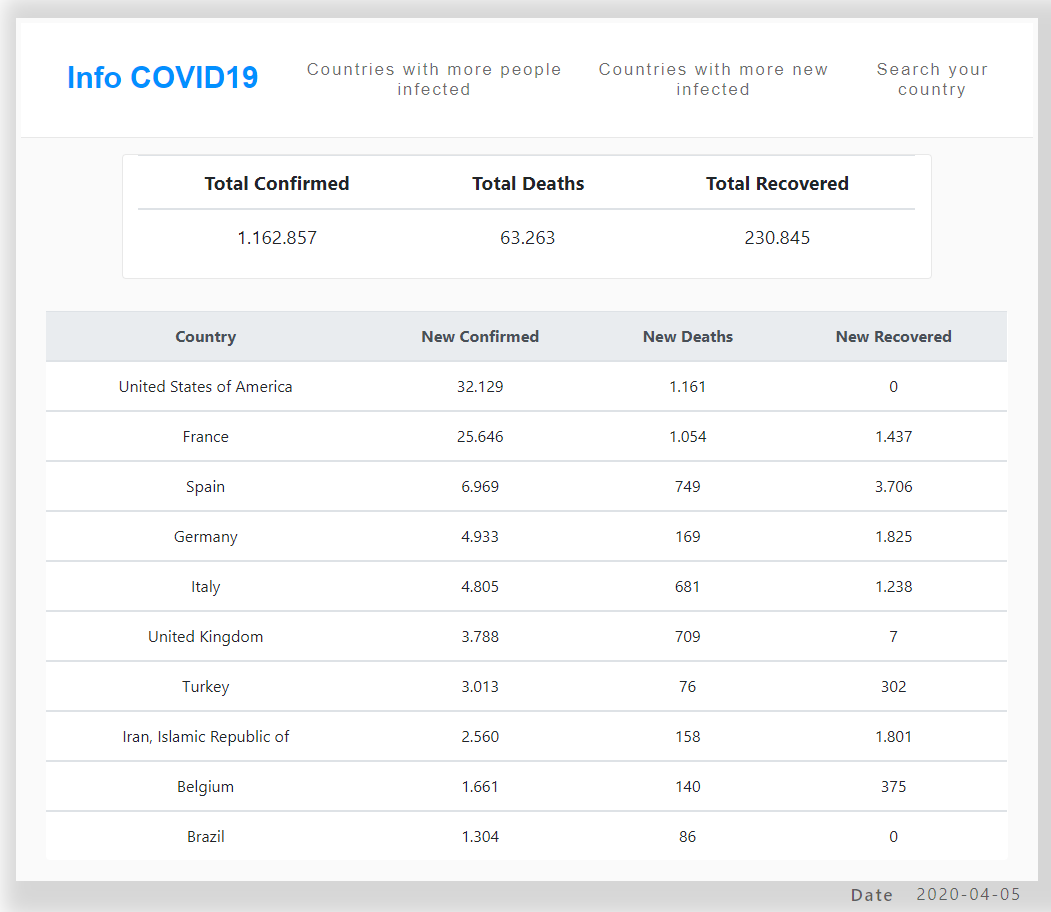 Info COVID19
Countries with more people
infected
Countries with more new
infected
Search your
country
Total Confirmed Total Deaths Total Recovered
1.162.857 63.263 230.845
Country New Confirmed New Deaths New Recovered
United States of America 32.129 1.161 0
France 25.646 1.054 1.437
Spain 6.969 749 3.706
Germany 4.933 169 1.825
Italy 4.805 681 1.238
United Kingdom 3.788 709 7
Turkey 3.013 76 302
Iran, Islamic Republic of 2.560 158 1.801
Belgium 1.661 140 375
Brazil 1.304 86 0
Date 2020-04-05